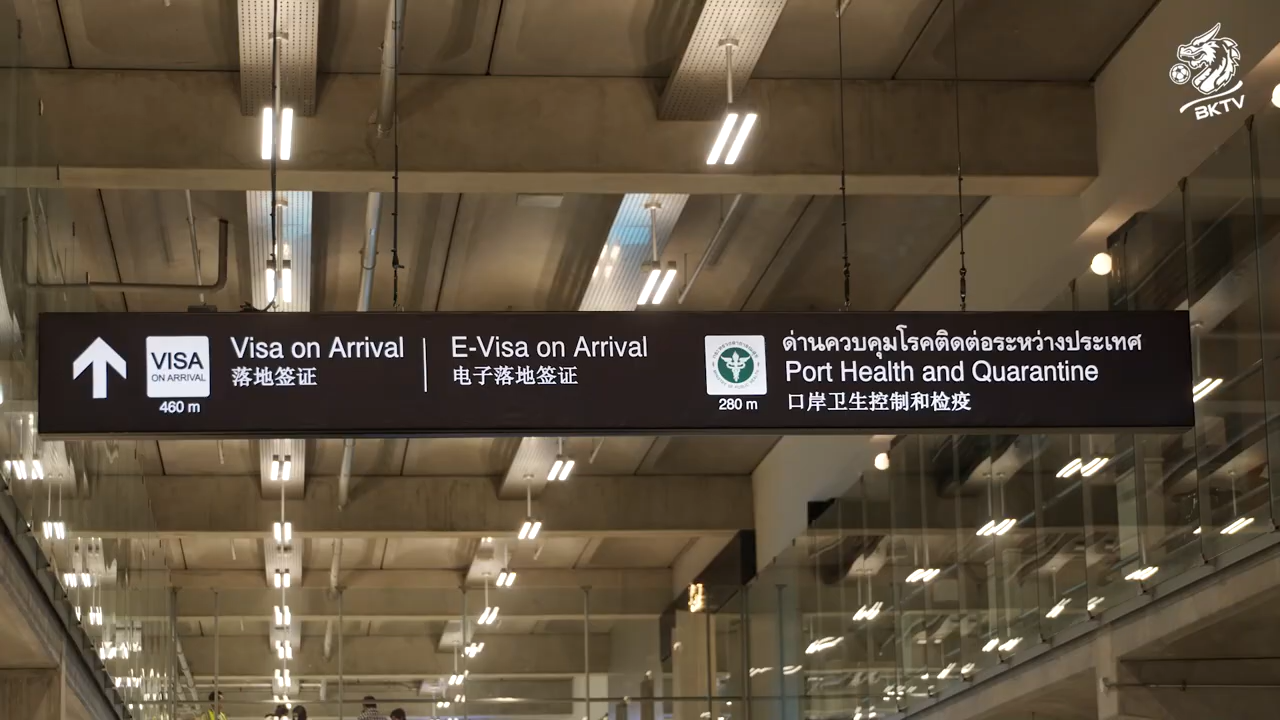 BKTV
VISA
ON ARRIVAL
460 m
Visa on Arrival
落地签证
E-Visa on Arrival
电子落地签证
280 m
ด่านควบคุมโรคติดต่อระหว่างประเทศ
Port Health and Quarantine
口岸卫生控制和检疫